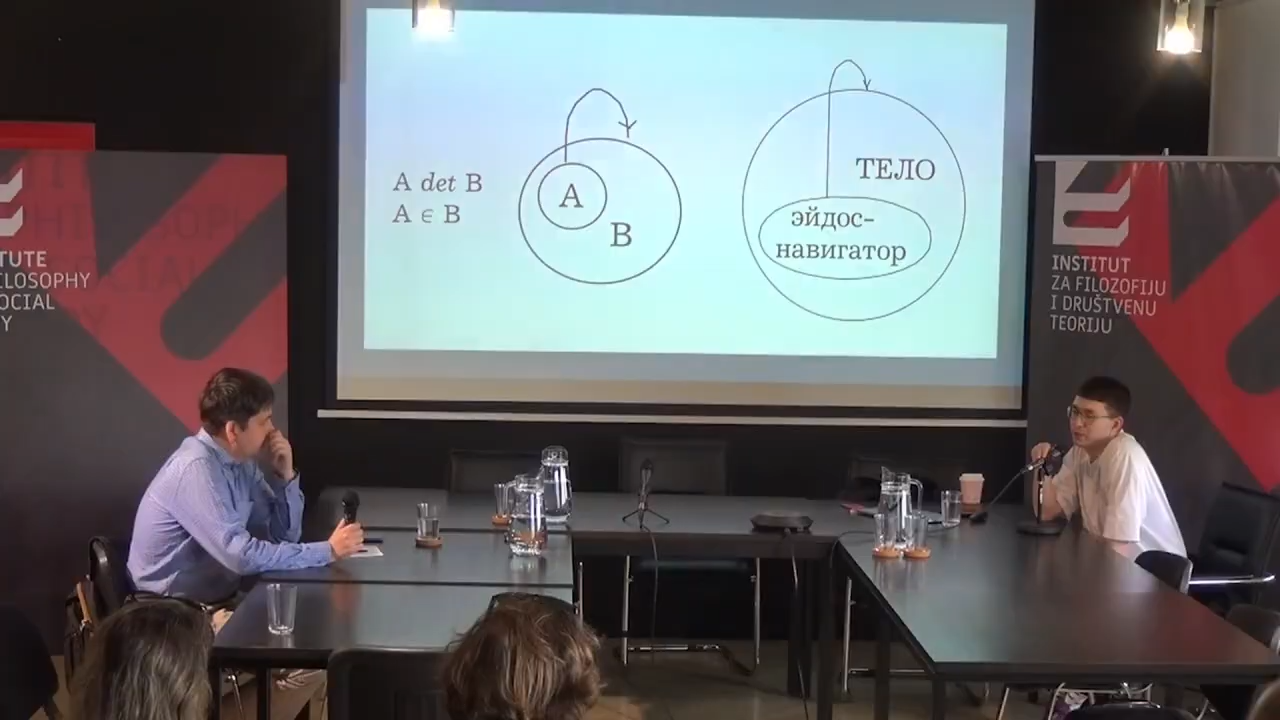 A det B
A ∈ B
A
B
ТЕЛО
эйдос-
навигатор
TUTE
ILOSOPHY
OCIAL
Y
INSTITUT
ZA FILOZOFIJU
I DRUŠTVENU
TEORIJU